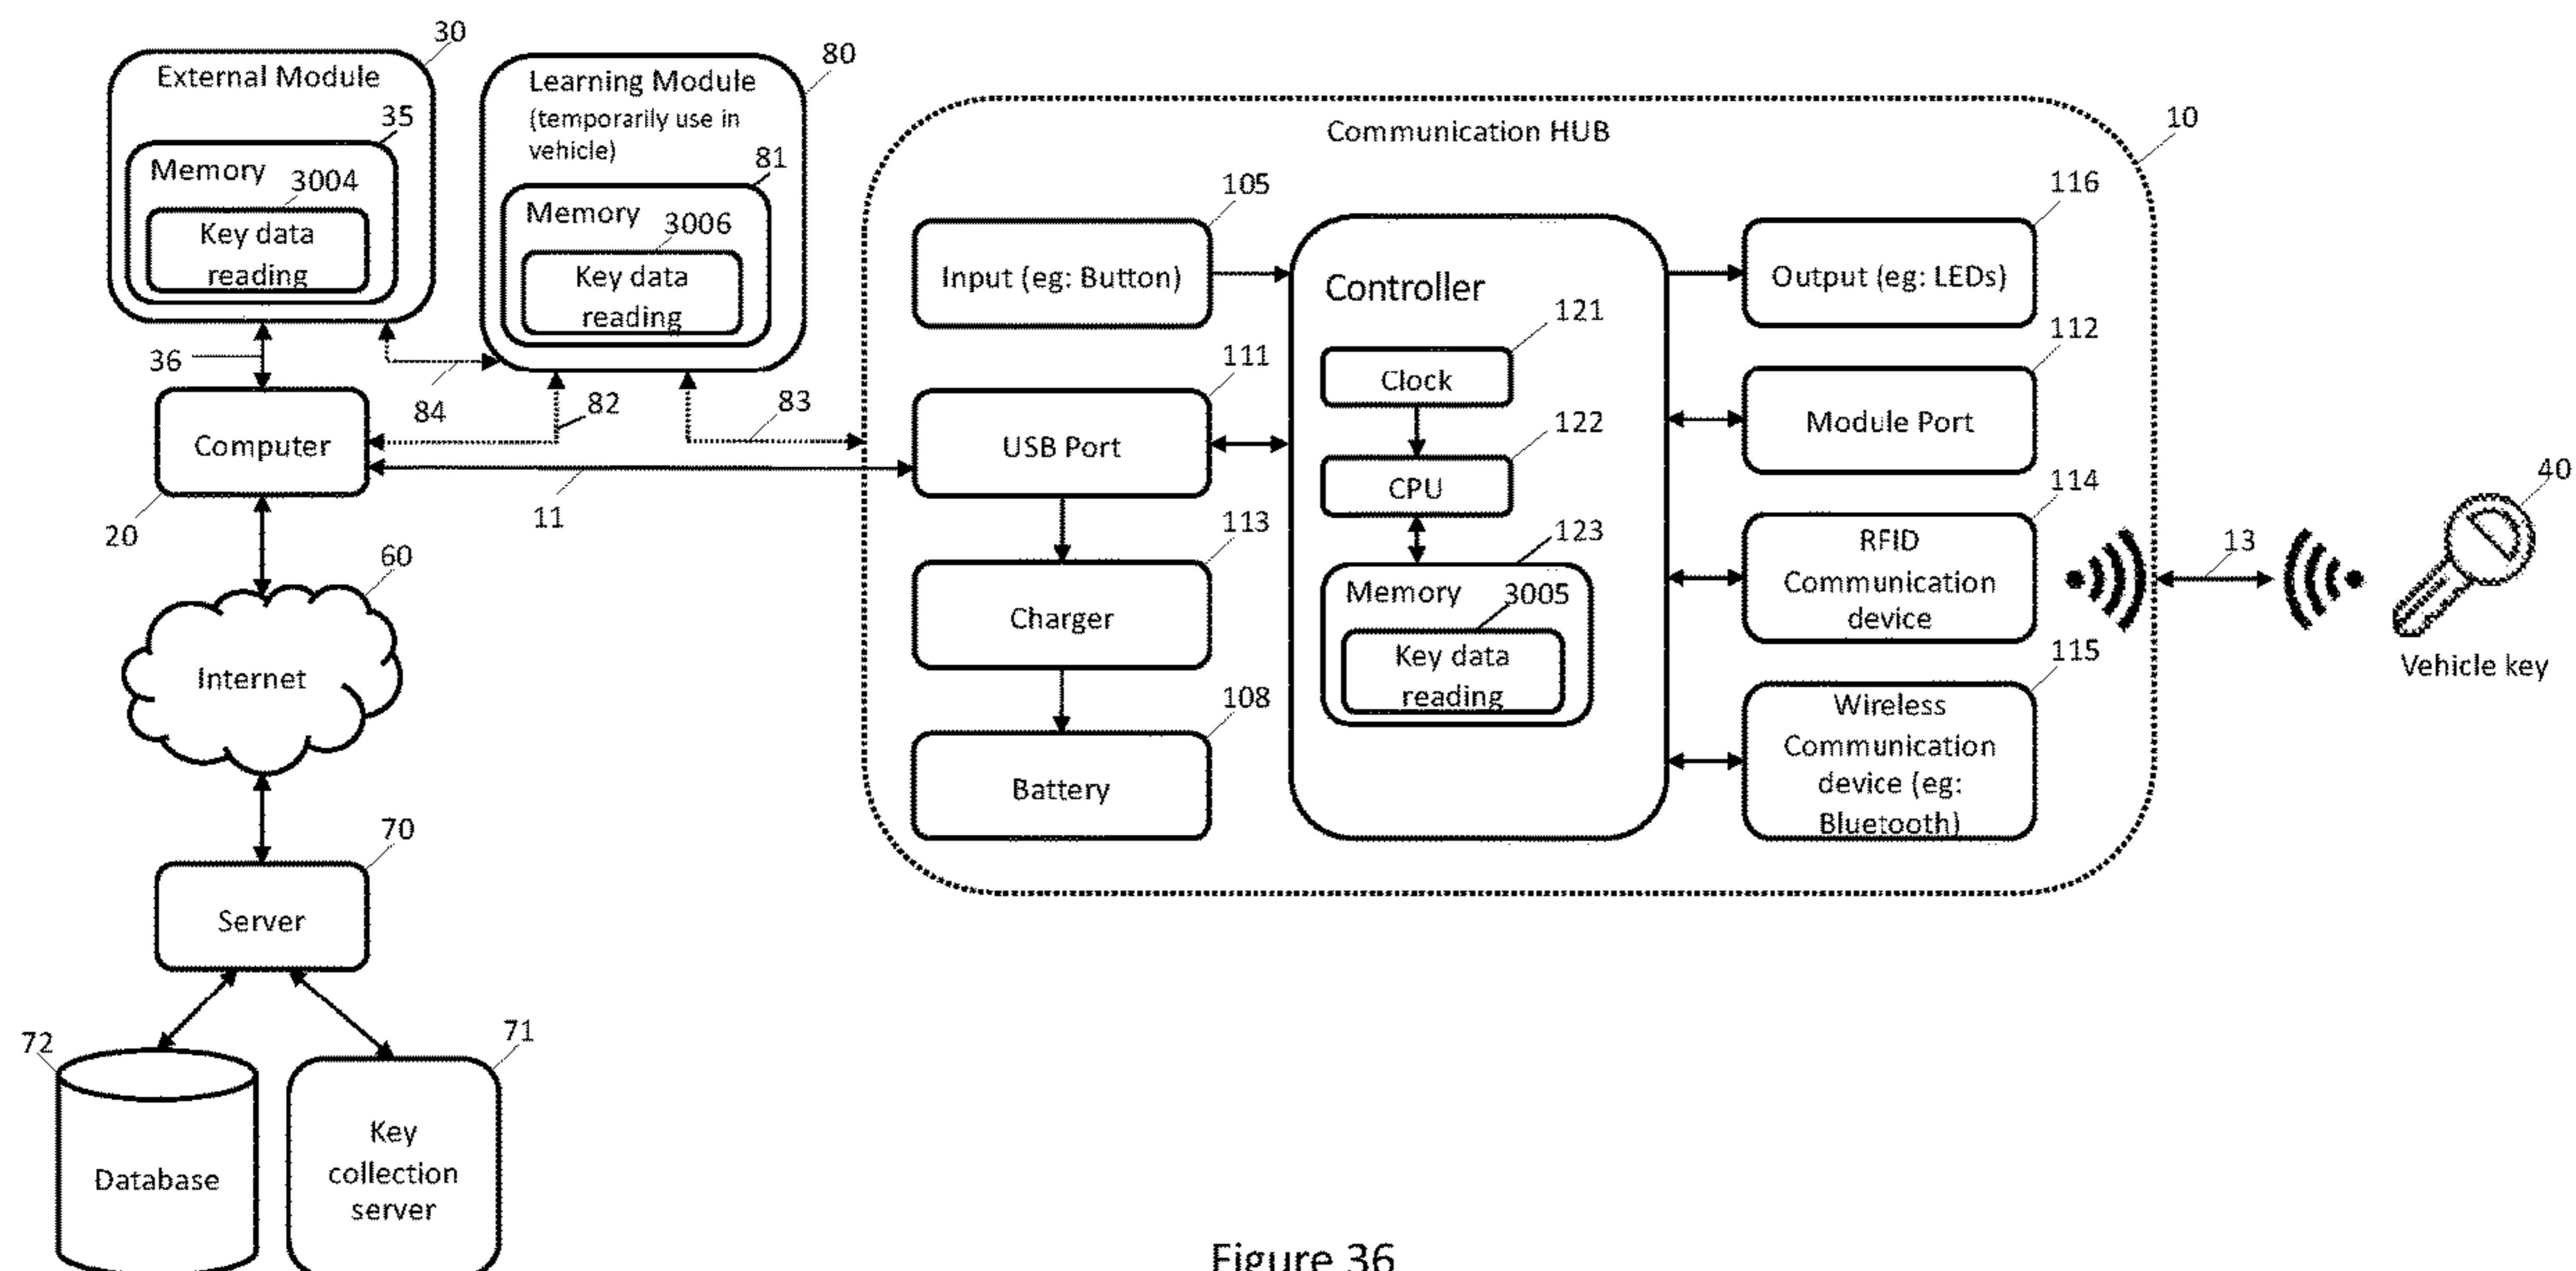 30
External Module
35
Memory
3004
Key data
reading
36
80
Learning Module
(temporarily use in
vehicle)
81
Memory
3006
Key data
reading
84
82
83
Computer
20
11
60
Internet
70
Server
72
Database
71
Key
collection
server
10
Communication HUB
105
Input (eg: Button)
111
USB Port
113
Charger
108
Battery
Controller
121
Clock
122
CPU
123
Memory
3005
Key data
reading
116
Output (eg: LEDs)
112
Module Port
114
RFID
Communication
device
115
Wireless
Communication
device (eg:
Bluetooth)
13
40
Vehicle key
Figure 36